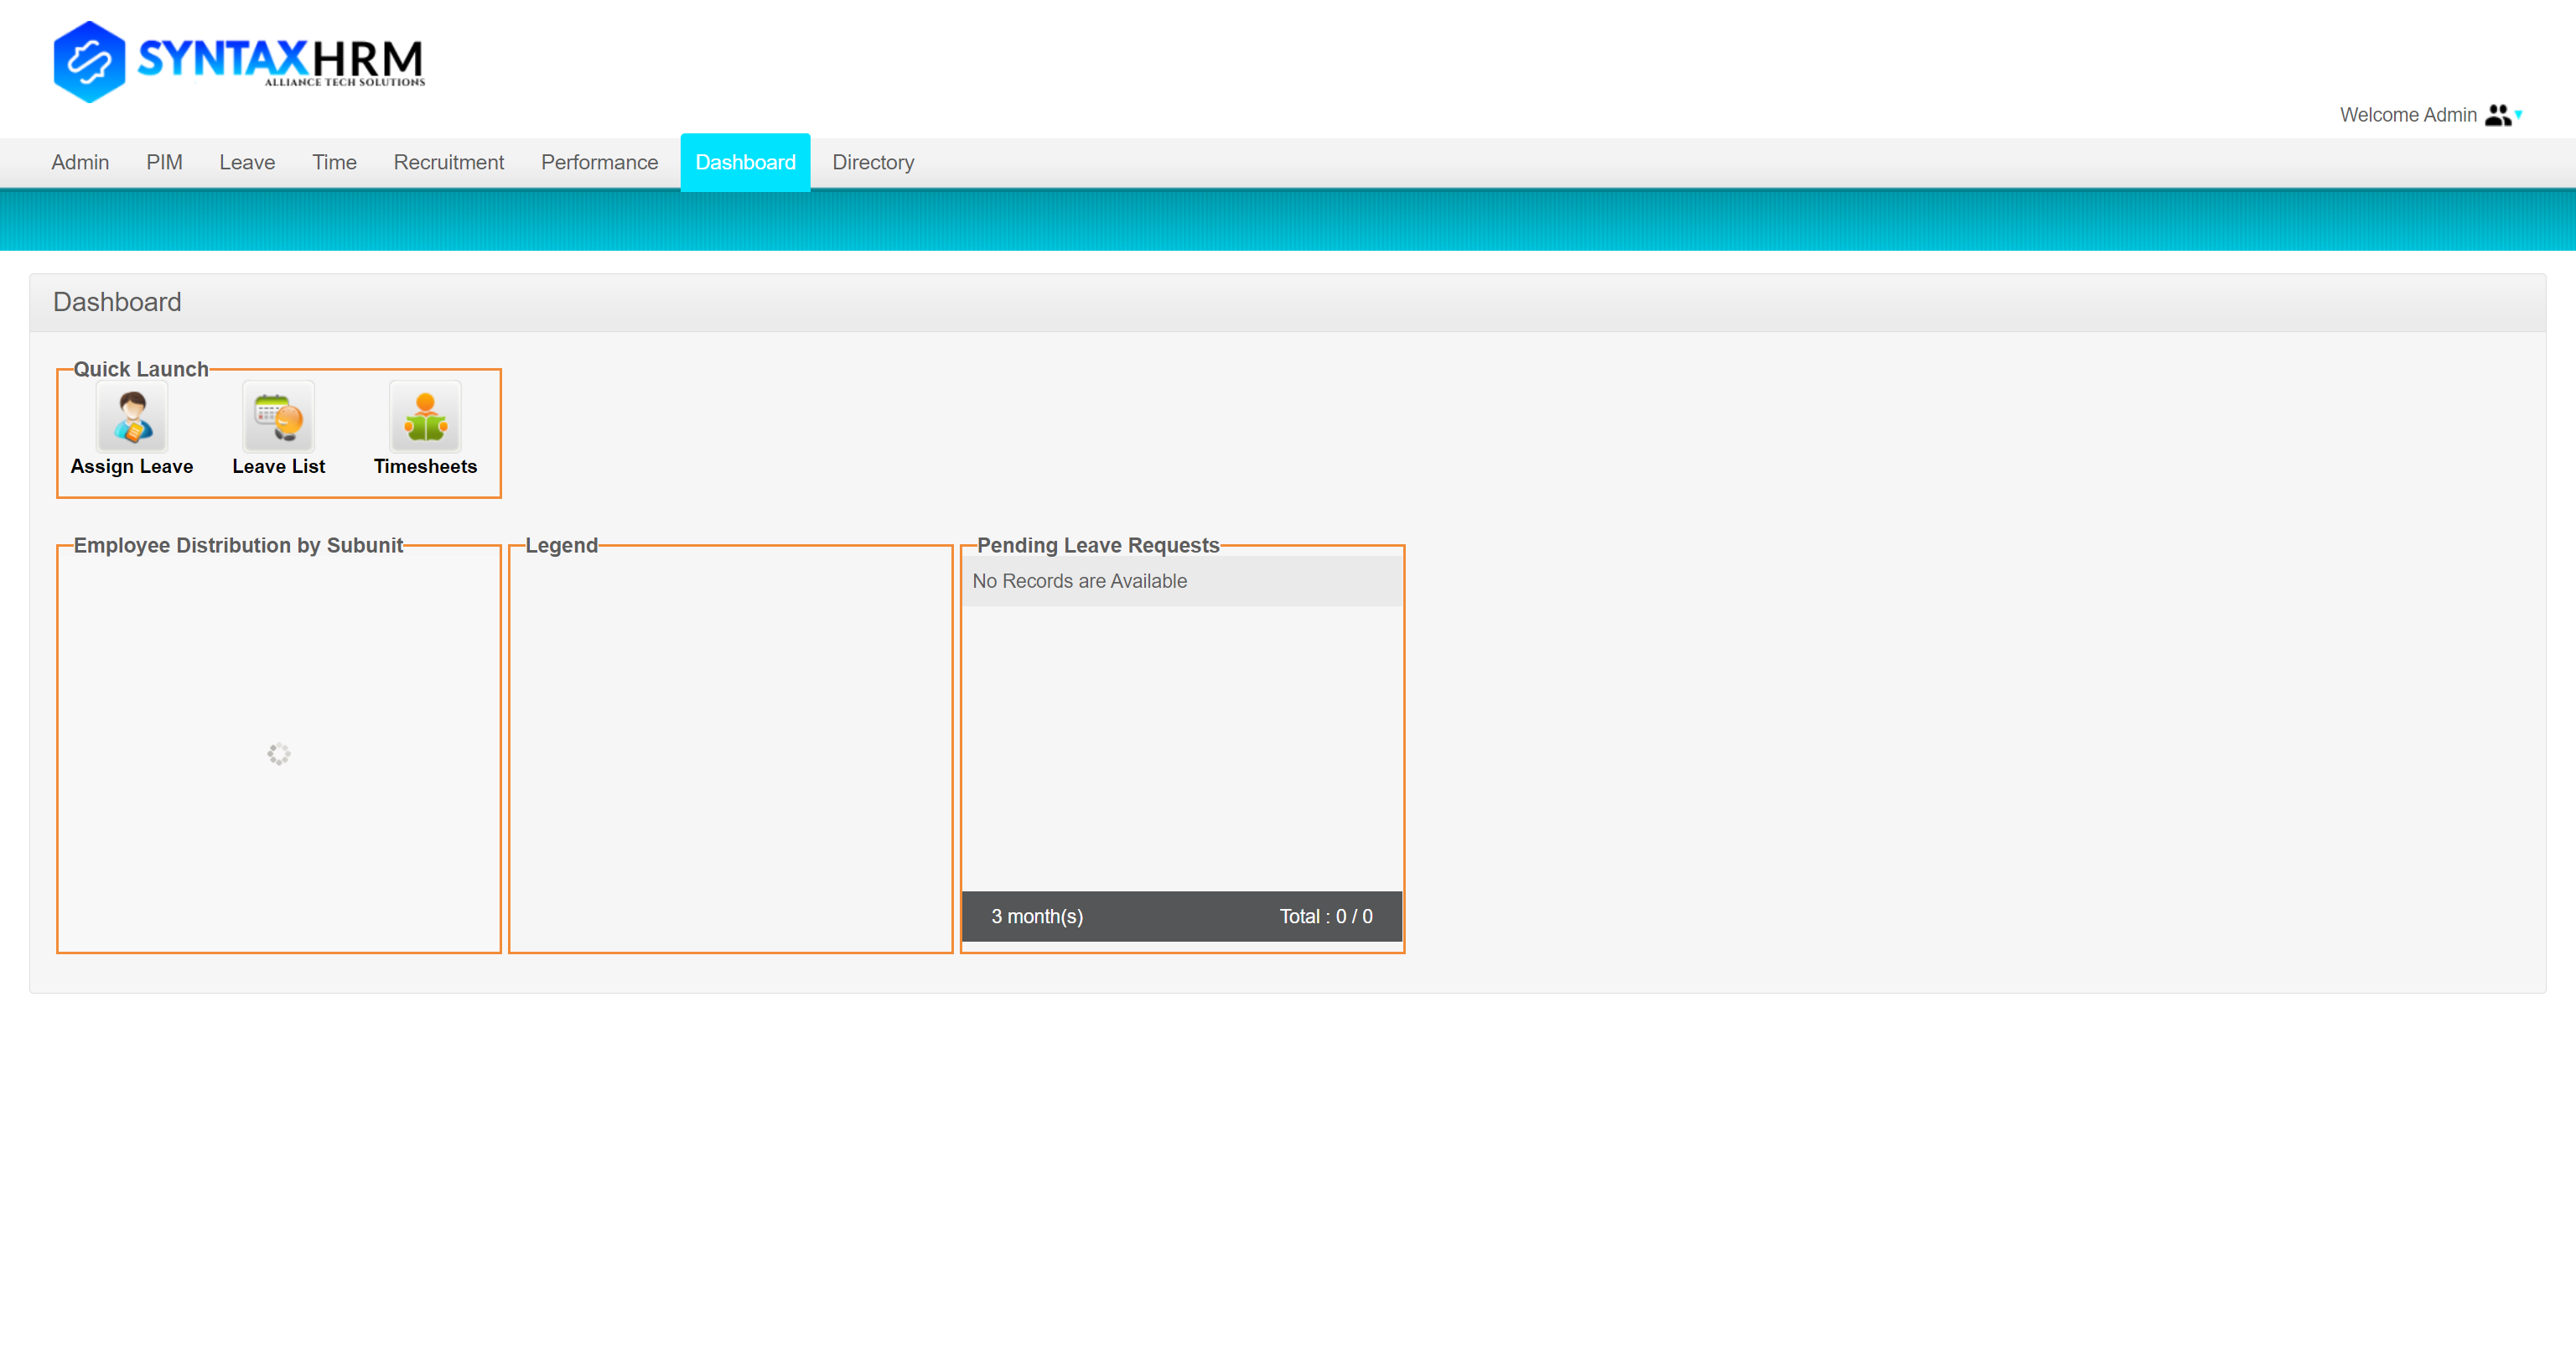 SYNTAXHRM
ALLIANCE TECH SOLUTIONS
Welcome Admin
Admin PIM Leave Time Recruitment Performance Dashboard Directory
Dashboard
Quick Launch
Assign Leave Leave List Timesheets
Employee Distribution by Subunit Legend Pending Leave Requests
No Records are Available
3 month(s) Total : 0 / 0